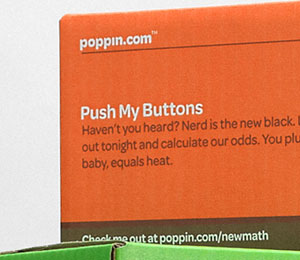 poppin.com™
Push My Buttons
Haven't you heard? Nerd is the new black.
out tonight and calculate our odds. You plu
baby, equals heat.
Check me out at poppin.com/newmath